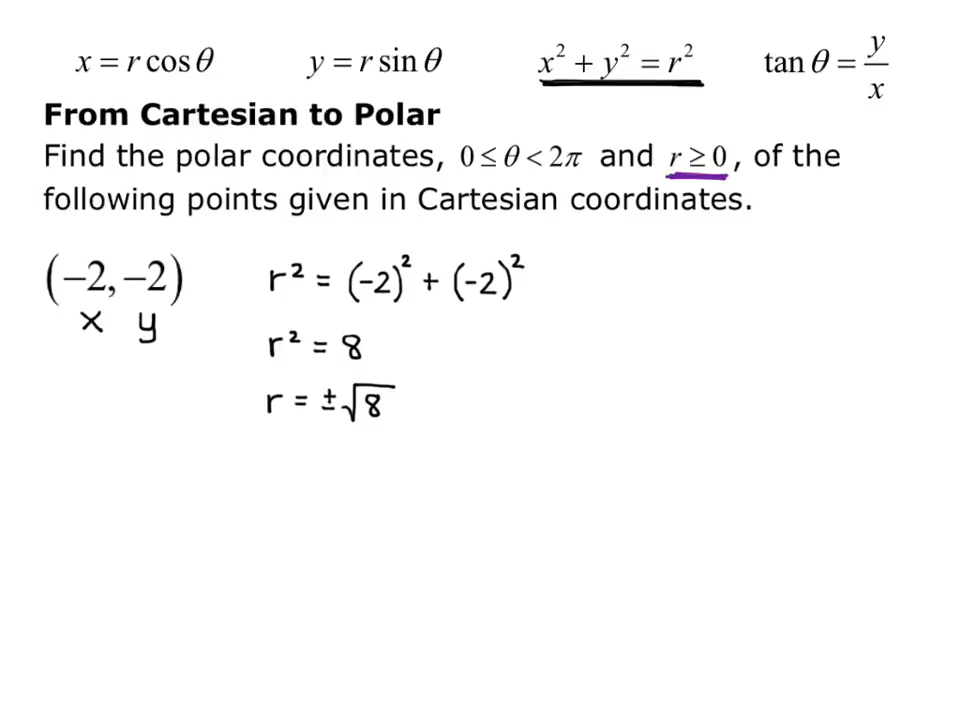 x = r cos θ   y = r sin θ   x² + y² = r²   tan θ = y/x
From Cartesian to Polar
Find the polar coordinates, 0 ≤ θ < 2π and r ≥ 0, of the
following points given in Cartesian coordinates.
(−2, −2)   r² = (-2)² + (-2)²
x y
r² = 8
r = ±√8